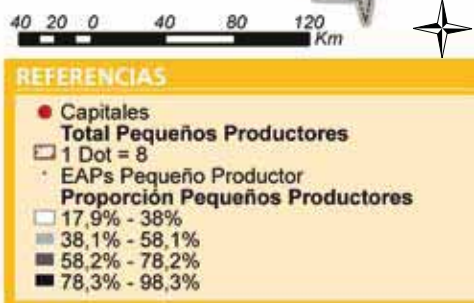 40 20 0 40 80 120
Km
REFERENCIAS
Capitales
Total Pequeños Productores
1 Dot = 8
EAPs Pequeño Productor
Proporción Pequeños Productores
17,9% - 38%
38,1% - 58,1%
58,2% - 78,2%
78,3% - 98,3%